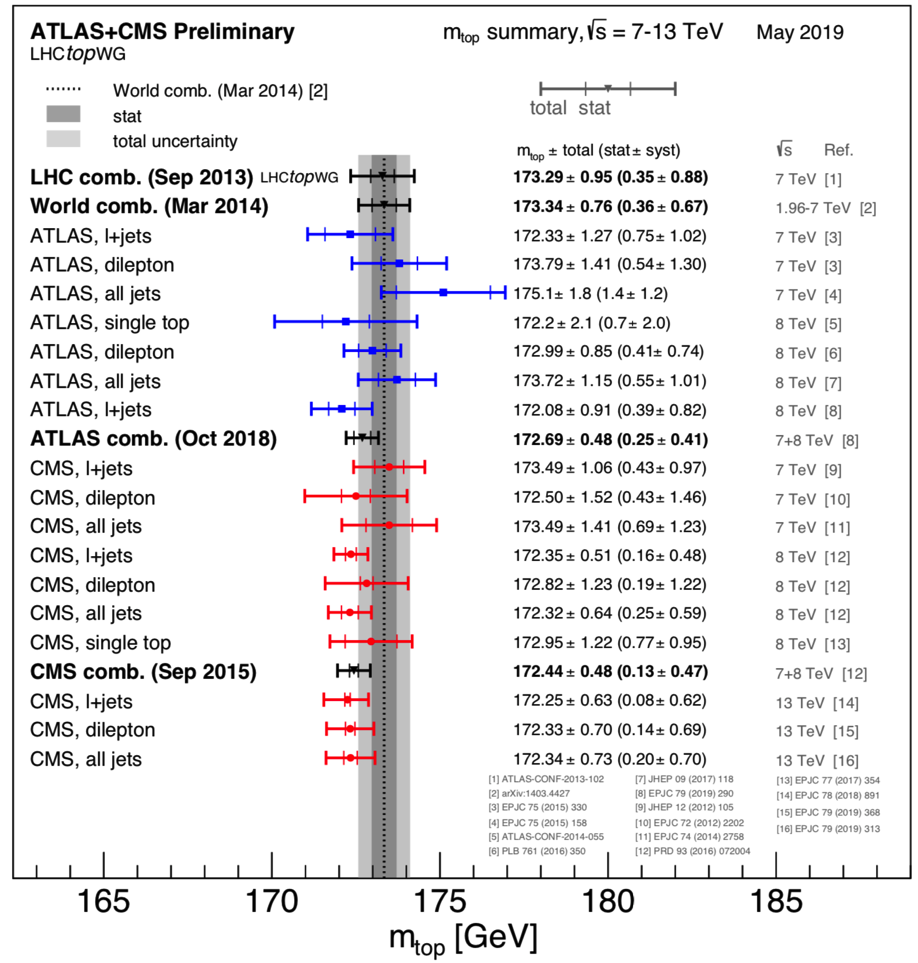 ATLAS+CMS Preliminary m_top summary, √s = 7-13 TeV May 2019
LHCtopWG
World comb. (Mar 2014) [2]
stat
total uncertainty
total stat
m_top ± total (stat ± syst) √s Ref.
LHC comb. (Sep 2013) LHCtopWG 173.29 ± 0.95 (0.35 ± 0.88) 7 TeV [1]
World comb. (Mar 2014) 173.34 ± 0.76 (0.36 ± 0.67) 1.96-7 TeV [2]
ATLAS, l+jets 172.33 ± 1.27 (0.75 ± 1.02) 7 TeV [3]
ATLAS, dilepton 173.79 ± 1.41 (0.54 ± 1.30) 7 TeV [3]
ATLAS, all jets 175.1 ± 1.8 (1.4 ± 1.2) 7 TeV [4]
ATLAS, single top 172.2 ± 2.1 (0.7 ± 2.0) 8 TeV [5]
ATLAS, dilepton 172.99 ± 0.85 (0.41 ± 0.74) 8 TeV [6]
ATLAS, all jets 173.72 ± 1.15 (0.55 ± 1.01) 8 TeV [7]
ATLAS, l+jets 172.08 ± 0.91 (0.39 ± 0.82) 8 TeV [8]
ATLAS comb. (Oct 2018) 172.69 ± 0.48 (0.25 ± 0.41) 7+8 TeV [8]
CMS, l+jets 173.49 ± 1.06 (0.43 ± 0.97) 7 TeV [9]
CMS, dilepton 172.50 ± 1.52 (0.43 ± 1.46) 7 TeV [10]
CMS, all jets 173.49 ± 1.41 (0.69 ± 1.23) 7 TeV [11]
CMS, l+jets 172.35 ± 0.51 (0.16 ± 0.48) 8 TeV [12]
CMS, dilepton 172.82 ± 1.23 (0.19 ± 1.22) 8 TeV [12]
CMS, all jets 172.32 ± 0.64 (0.25 ± 0.59) 8 TeV [12]
CMS, single top 172.95 ± 1.22 (0.77 ± 0.95) 8 TeV [13]
CMS comb. (Sep 2015) 172.44 ± 0.48 (0.13 ± 0.47) 7+8 TeV [12]
CMS, l+jets 172.25 ± 0.63 (0.08 ± 0.62) 13 TeV [14]
CMS, dilepton 172.33 ± 0.70 (0.14 ± 0.69) 13 TeV [15]
CMS, all jets 172.34 ± 0.73 (0.20 ± 0.70) 13 TeV [16]
[1] ATLAS-CONF-2013-102
[2] arXiv:1403.4427
[3] EPJC 75 (2015) 330
[4] EPJC 75 (2015) 158
[5] ATLAS-CONF-2014-055
[6] PLB 761 (2016) 350
[7] JHEP 09 (2017) 118
[8] EPJC 79 (2019) 290
[9] JHEP 12 (2012) 105
[10] EPJC 72 (2012) 2202
[11] EPJC 74 (2014) 2758
[12] PRD 93 (2016) 072004
[13] EPJC 77 (2017) 354
[14] EPJC 78 (2018) 891
[15] EPJC 79 (2019) 368
[16] EPJC 79 (2019) 313
165 170 175 180 185
m_top [GeV]